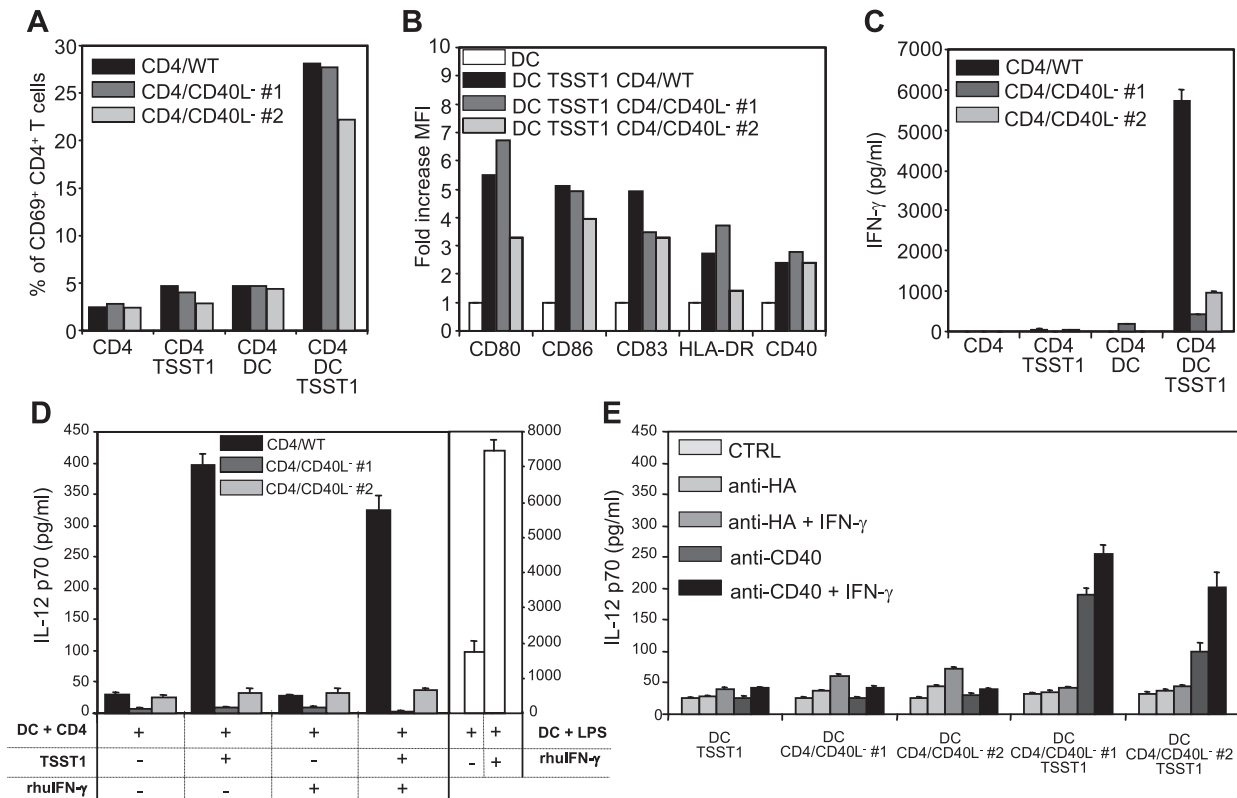 A
% of CD69⁺ CD4⁺ T cells
30
25
20
15
10
5
0
CD4/WT
CD4/CD40L⁻ #1
CD4/CD40L⁻ #2
CD4
CD4
TSST1
CD4
DC
CD4
DC
TSST1
B
Fold increase MFI
10
9
8
7
6
5
4
3
2
1
0
DC
DC TSST1 CD4/WT
DC TSST1 CD4/CD40L⁻ #1
DC TSST1 CD4/CD40L⁻ #2
CD80
CD86
CD83
HLA-DR
CD40
C
IFN-γ (pg/ml)
7000
6000
5000
4000
3000
2000
1000
0
CD4/WT
CD4/CD40L⁻ #1
CD4/CD40L⁻ #2
CD4
CD4
TSST1
CD4
DC
CD4
DC
TSST1
D
IL-12 p70 (pg/ml)
450
400
350
300
250
200
150
100
50
0
CD4/WT
CD4/CD40L⁻ #1
CD4/CD40L⁻ #2
8000
7000
6000
5000
4000
3000
2000
1000
0
DC + CD4 + + + + + + DC + LPS
TSST1 - + - + - + rhuIFN-γ
rhuIFN-γ - - + +
E
IL-12 p70 (pg/ml)
450
400
350
300
250
200
150
100
50
0
CTRL
anti-HA
anti-HA + IFN-γ
anti-CD40
anti-CD40 + IFN-γ
DC
TSST1
DC
CD4/CD40L⁻ #1
DC
CD4/CD40L⁻ #2
DC
CD4/CD40L⁻ #1
TSST1
DC
CD4/CD40L⁻ #2
TSST1